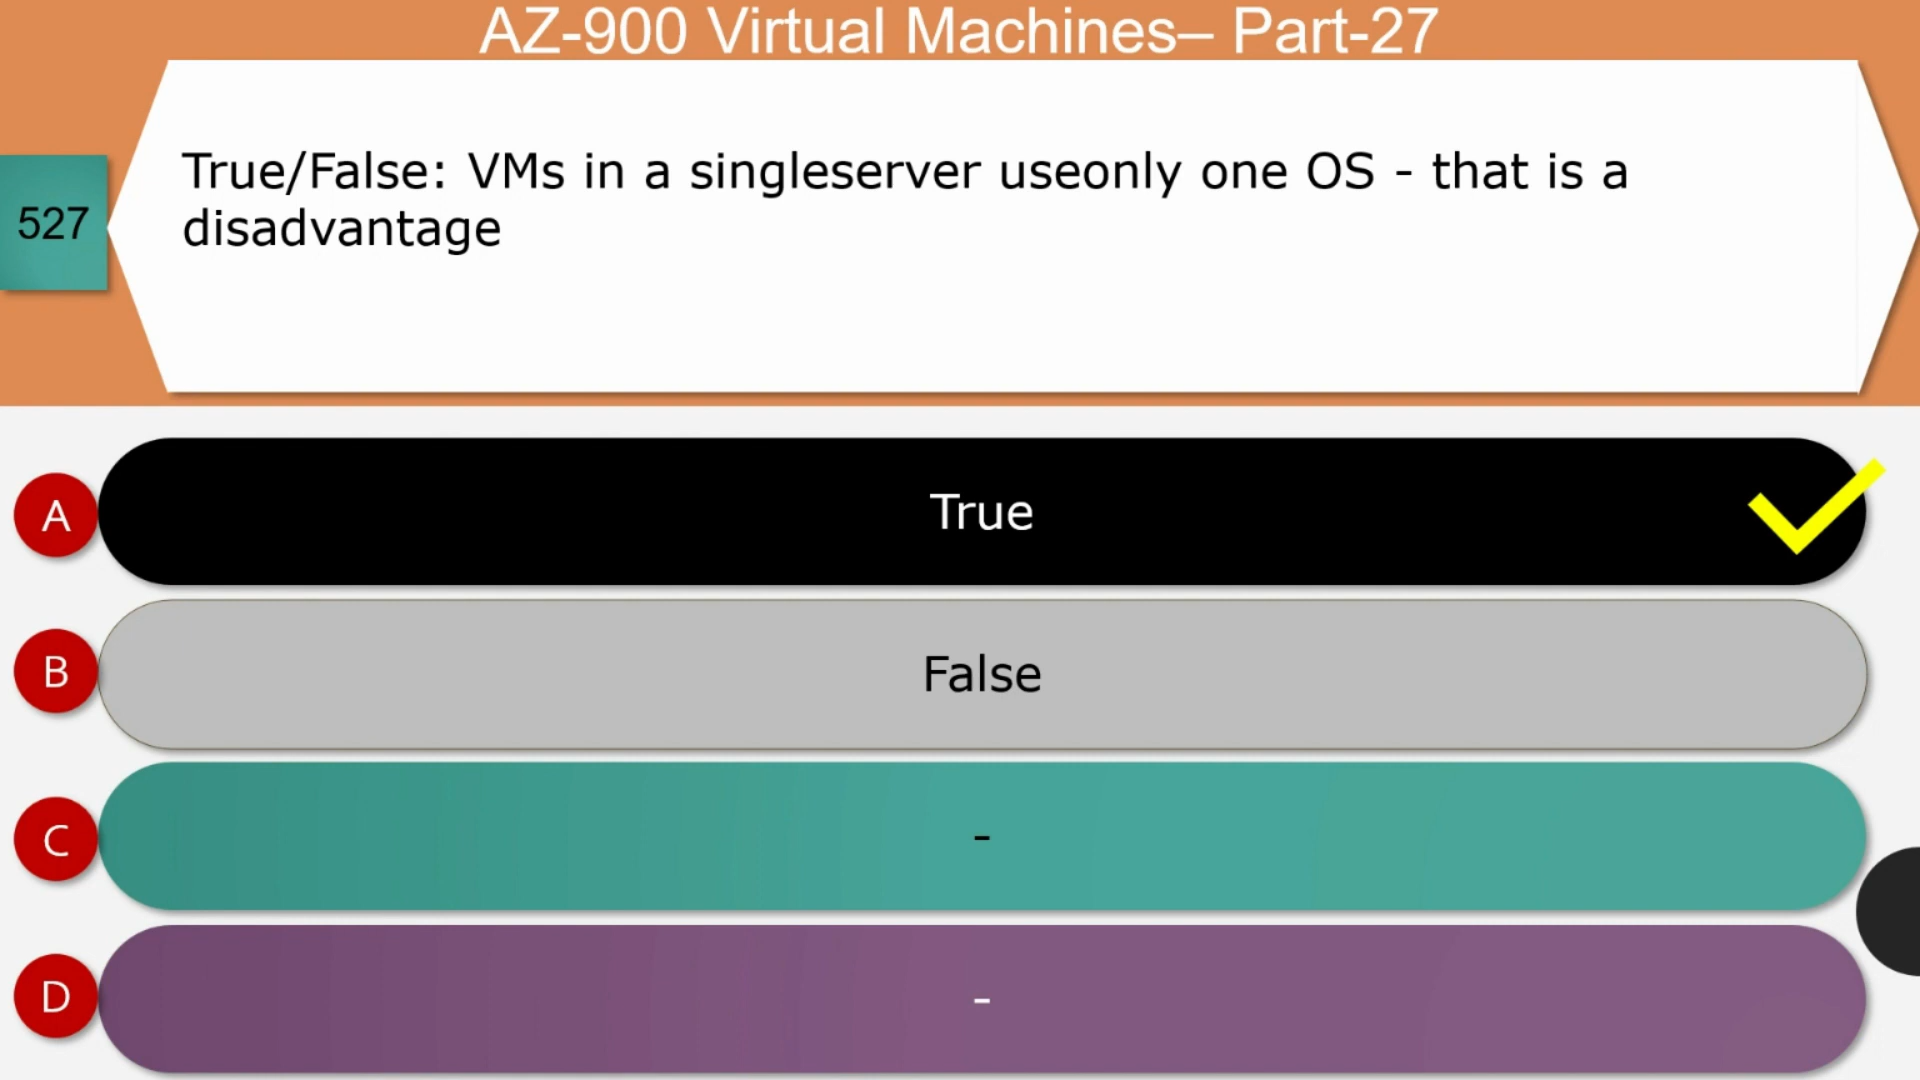 AZ-900 Virtual Machines– Part-27
527
True/False: VMs in a singleserver useonly one OS - that is a
disadvantage
A
True
B
False
C
-
D
-